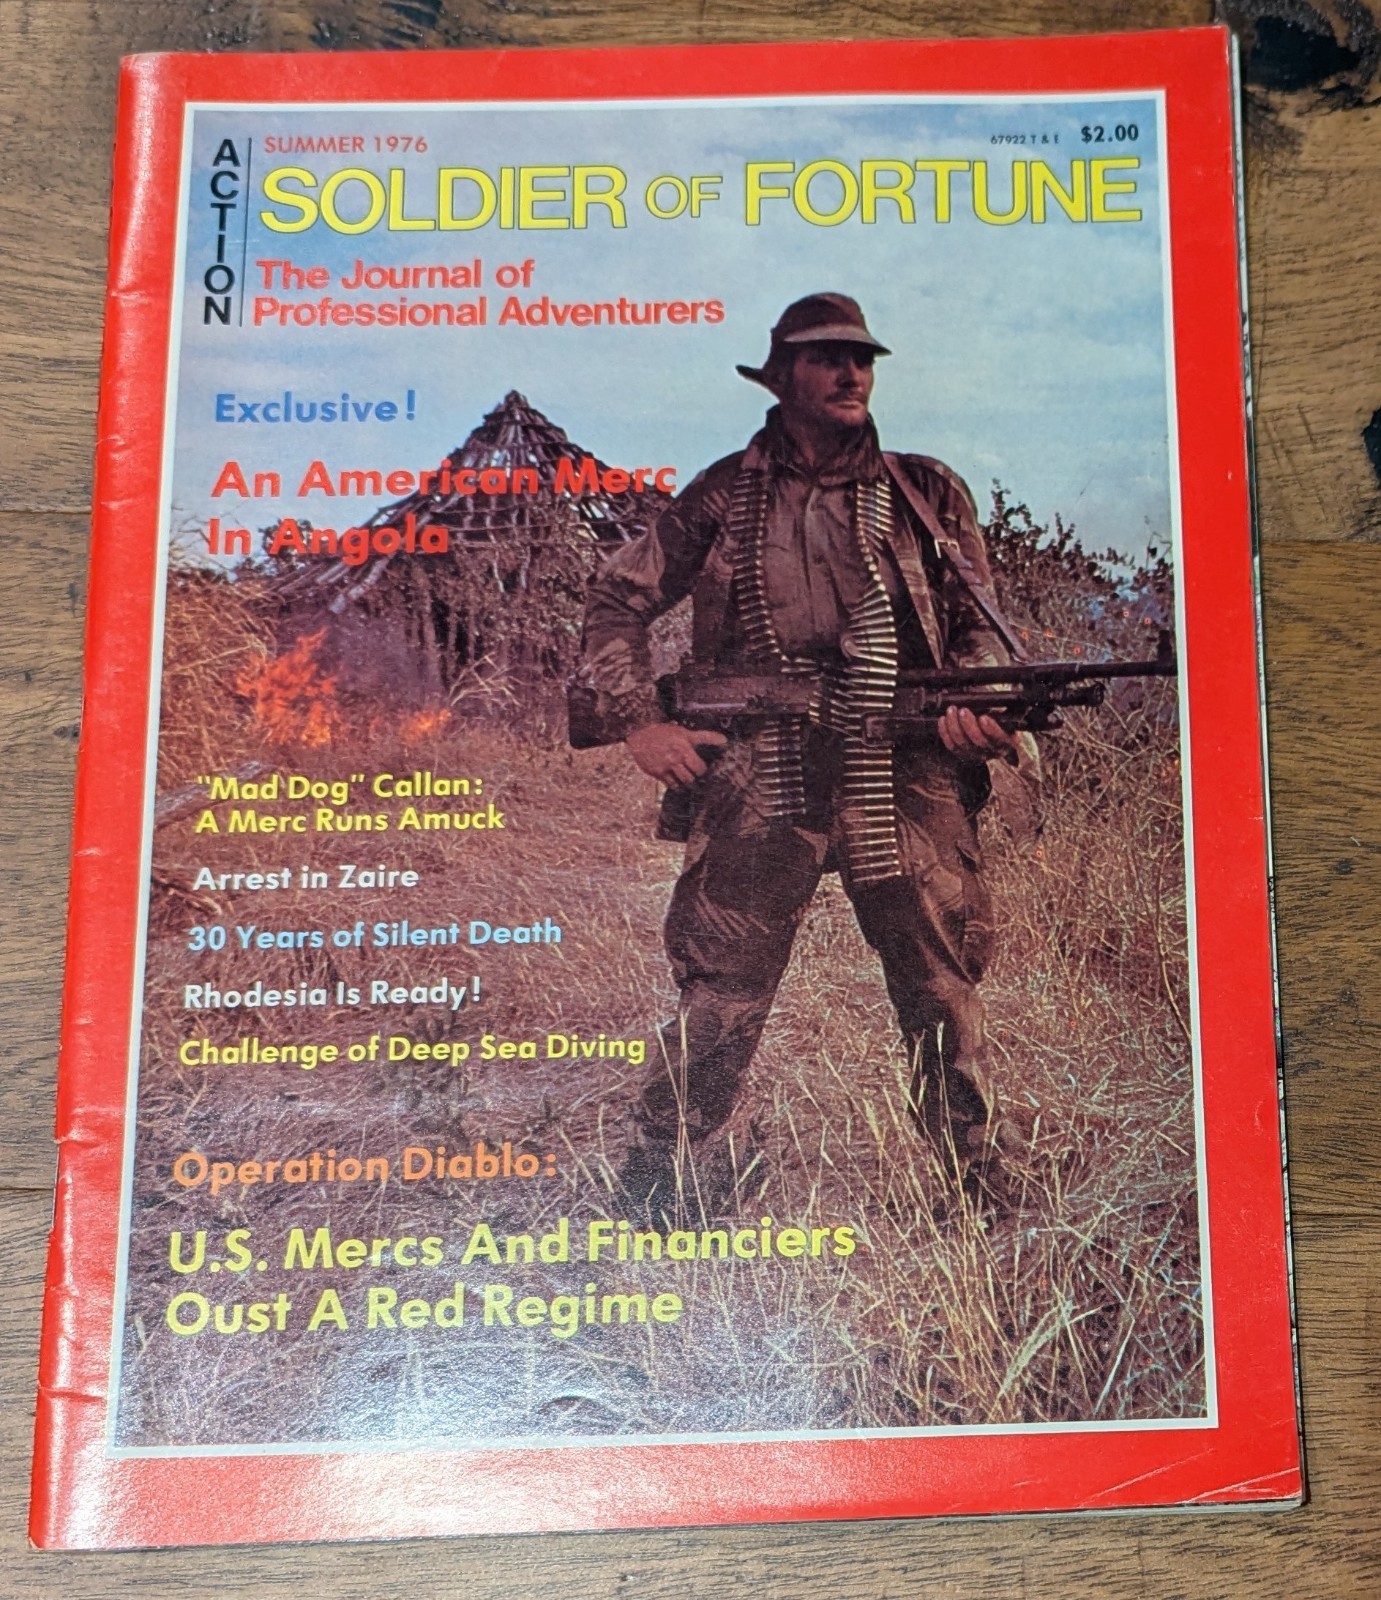 ACTION
SUMMER 1976
67922 T & E $2.00
SOLDIER OF FORTUNE
The Journal of
Professional Adventurers
Exclusive!
An American Merc
In Angola
"Mad Dog" Callan:
A Merc Runs Amuck
Arrest in Zaire
30 Years of Silent Death
Rhodesia Is Ready!
Challenge of Deep Sea Diving
Operation Diablo:
U.S. Mercs And Financiers
Oust A Red Regime